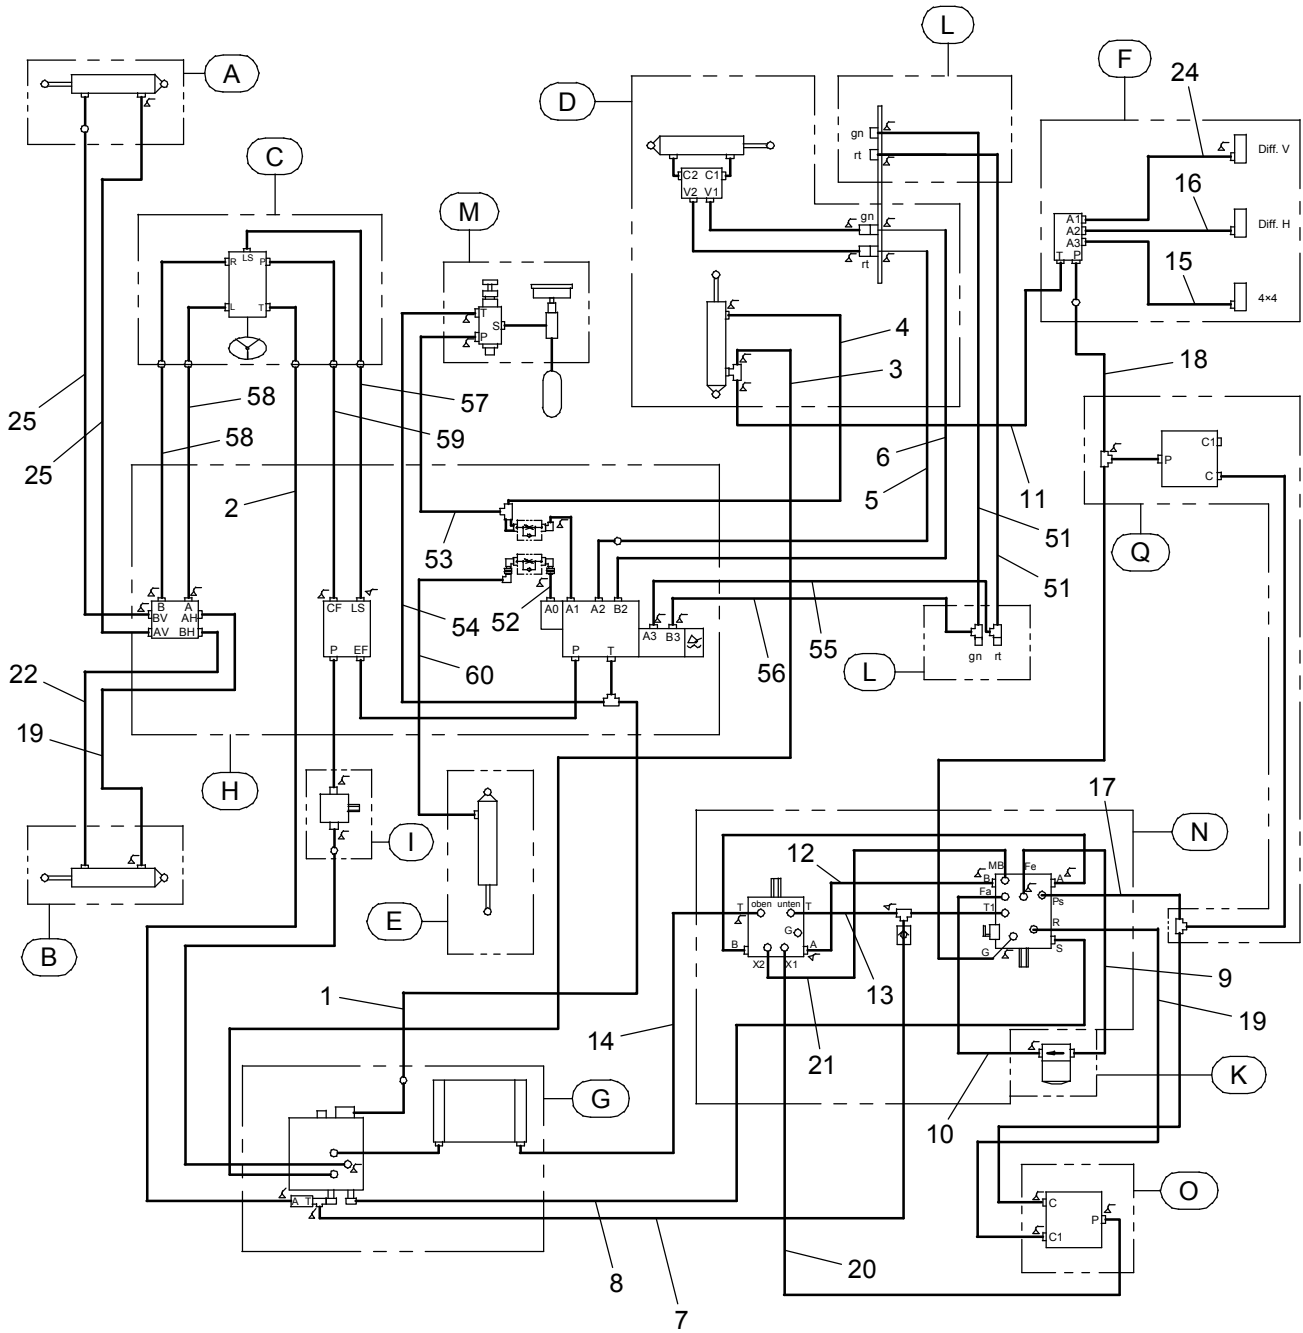 L
F
24
A
D
gn
Diff. V
rt
C
16
C2 C1
V2 V1
M
gn
A1
Diff. H
A2
A3
R LS P
rt
T P
15
L T
T
S
4×4
P
4
18
3
58
57
25
59
C1
58
P
6
C
25
5
2
11
51
Q
53
51
52
55
B A
CF LS
A0 A1 A2 B2
BV AH
54
AV BH
A3 B3
56
P EF
P T
gn rt
22
60
L
19
H
17
N
I
12
MB Fe
B A
Fa
Ps
T oben unten T
T1
E
G
R
B
B A
G S
X2 X1
9
1
13
14
21
19
K
G
10
O
C
A T
P
C1
8
20
7